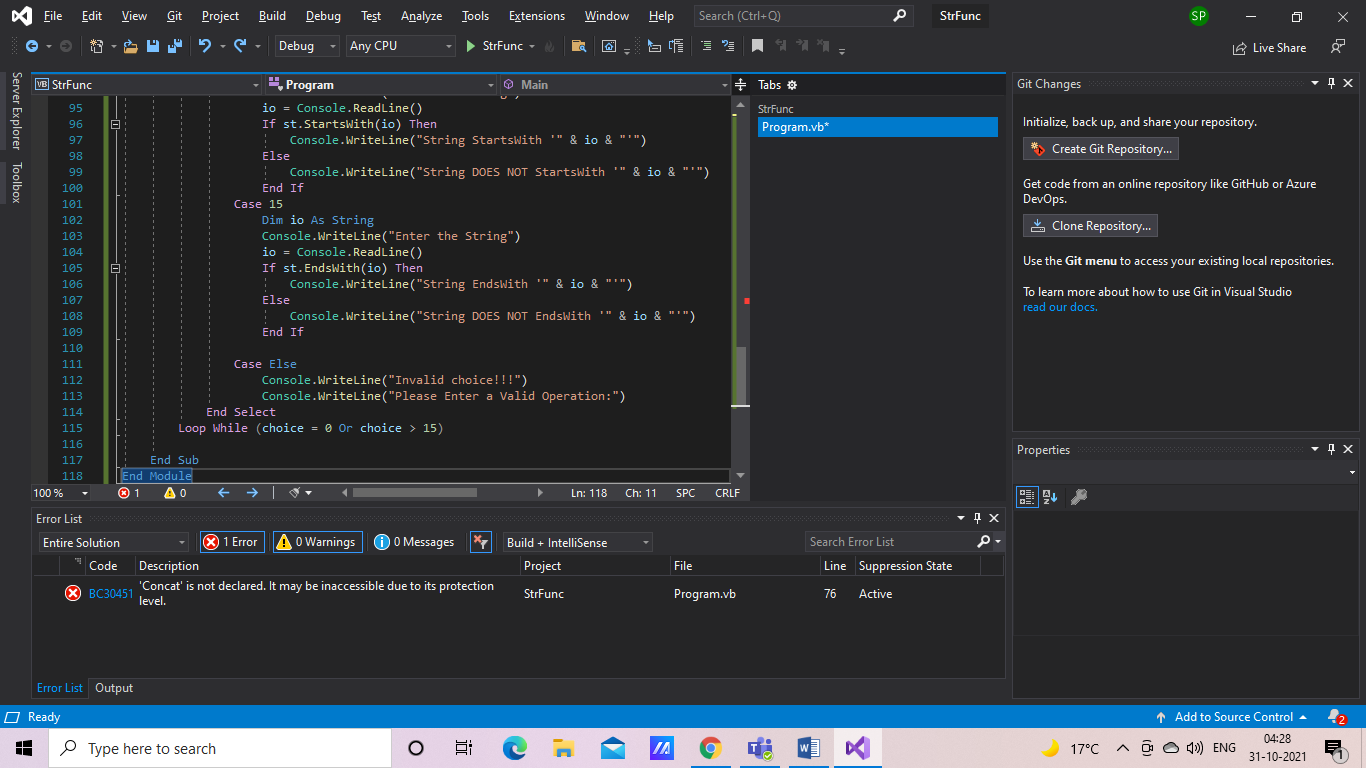 File Edit View Git Project Build Debug Test Analyze Tools Extensions Window Help Search (Ctrl+Q) StrFunc SP
Debug Any CPU StrFunc Live Share
Server Explorer
Toolbox
VB StrFunc Program Main
95 io = Console.ReadLine()
96 If st.StartsWith(io) Then
97 Console.WriteLine("String StartsWith '" & io & "'")
98 Else
99 Console.WriteLine("String DOES NOT StartsWith '" & io & "'")
100 End If
101 Case 15
102 Dim io As String
103 Console.WriteLine("Enter the String")
104 io = Console.ReadLine()
105 If st.EndsWith(io) Then
106 Console.WriteLine("String EndsWith '" & io & "'")
107 Else
108 Console.WriteLine("String DOES NOT EndsWith '" & io & "'")
109 End If
110
111 Case Else
112 Console.WriteLine("Invalid choice!!!")
113 Console.WriteLine("Please Enter a Valid Operation:")
114 End Select
115 Loop While (choice = 0 Or choice > 15)
116
117 End Sub
118 End Module
100 % 1 0 Ln: 118 Ch: 11 SPC CRLF
Tabs
StrFunc
Program.vb*
Git Changes
Initialize, back up, and share your repository.
Create Git Repository...
Get code from an online repository like GitHub or Azure
DevOps.
Clone Repository...
Use the Git menu to access your existing local repositories.
To learn more about how to use Git in Visual Studio
read our docs.
Properties
Error List
Entire Solution 1 Error 0 Warnings 0 Messages Build + IntelliSense Search Error List
Code Description Project File Line Suppression State
BC30451 'Concat' is not declared. It may be inaccessible due to its protection
level. StrFunc Program.vb 76 Active
Error List Output
Ready Add to Source Control 2
Type here to search 17°C ENG 04:28
31-10-2021 1